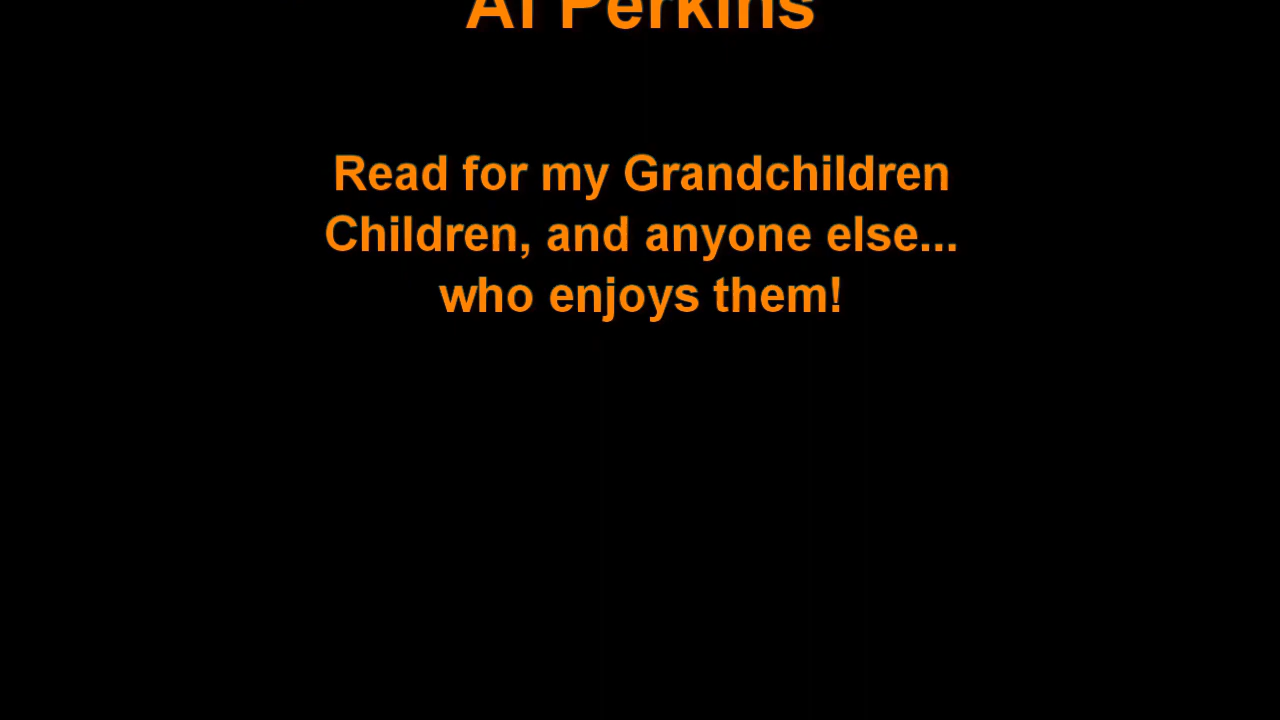 Al Perkins
Read for my Grandchildren
Children, and anyone else...
who enjoys them!